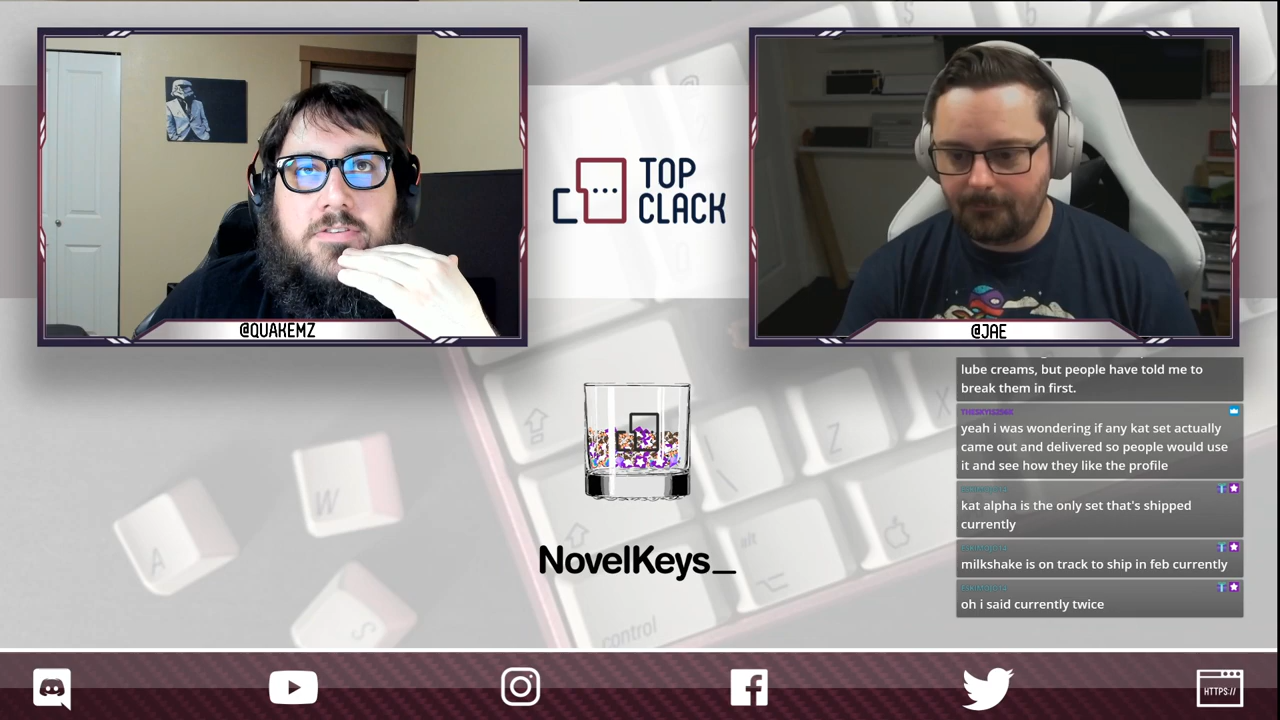 TOP
CLACK
@QUAKEMZ
@JAE
lube creams, but people have told me to
break them in first.
yeah i was wondering if any kat set actually
came out and delivered so people would use
it and see how they like the profile
kat alpha is the only set that's shipped
currently
milkshake is on track to ship in feb currently
oh i said currently twice
NovelKeys_
W
A
S
Z
X
alt
control
HTTPS://